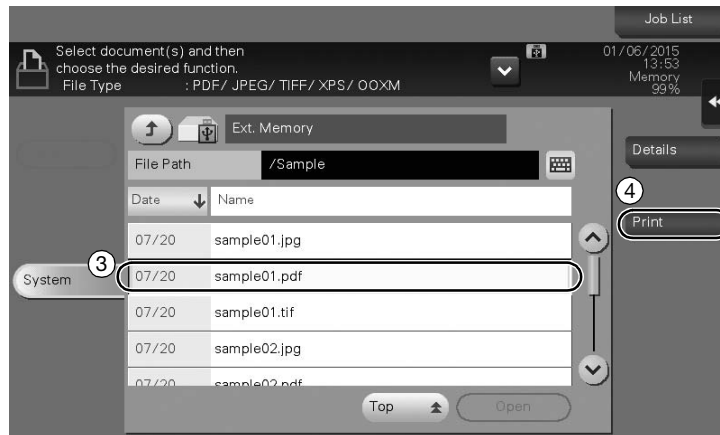 Job List
Select document(s) and then
choose the desired function.
File Type : PDF/ JPEG/ TIFF/ XPS/ OOXM
01/06/2015
13:53
Memory
99%
Ext. Memory
File Path /Sample
Details
Date Name
④
Print
07/20 sample01.jpg
System
③
07/20 sample01.pdf
07/20 sample01.tif
07/20 sample02.jpg
07/20 sample02.pdf
Top Open